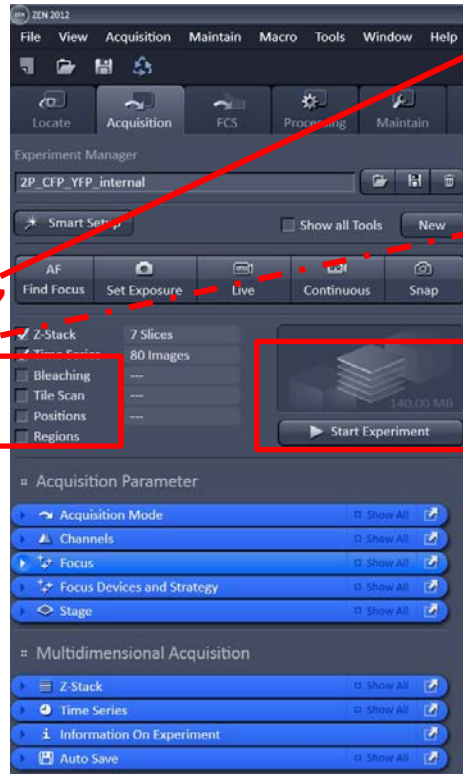 ZEN 2012
File View Acquisition Maintain Macro Tools Window Help
Locate Acquisition FCS Processing Maintain
Experiment Manager
2P_CFP_YFP_internal
Smart Setup Show all Tools New
AF
Find Focus Set Exposure Live Continuous Snap
Z-Stack 7 Slices
Time Series 80 Images
Bleaching ---
Tile Scan ---
Positions ---
Regions
140.00 MB
Start Experiment
Acquisition Parameter
Acquisition Mode Show All
Channels Show All
Focus Show All
Focus Devices and Strategy Show All
Stage Show All
Multidimensional Acquisition
Z-Stack Show All
Time Series Show All
i Information On Experiment
Auto Save Show All